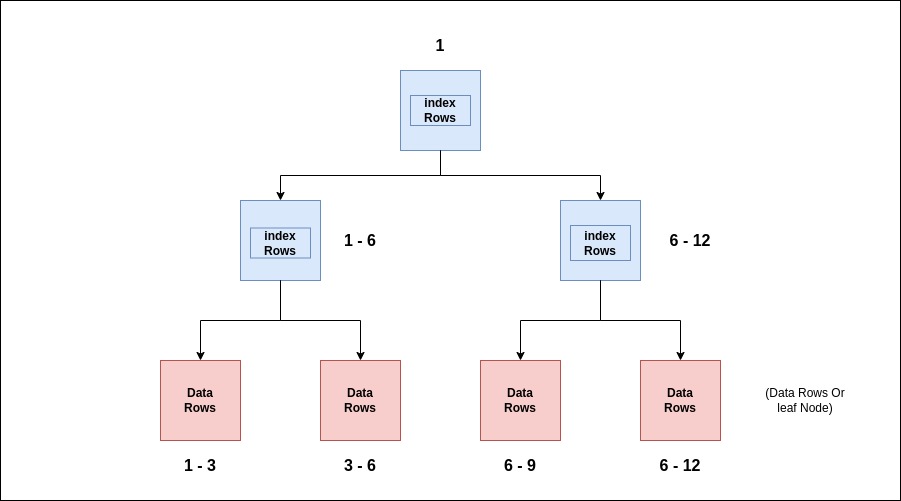 1
index
Rows
index
Rows
1 - 6
index
Rows
6 - 12
Data
Rows
Data
Rows
Data
Rows
Data
Rows
(Data Rows Or
leaf Node)
1 - 3
3 - 6
6 - 9
6 - 12